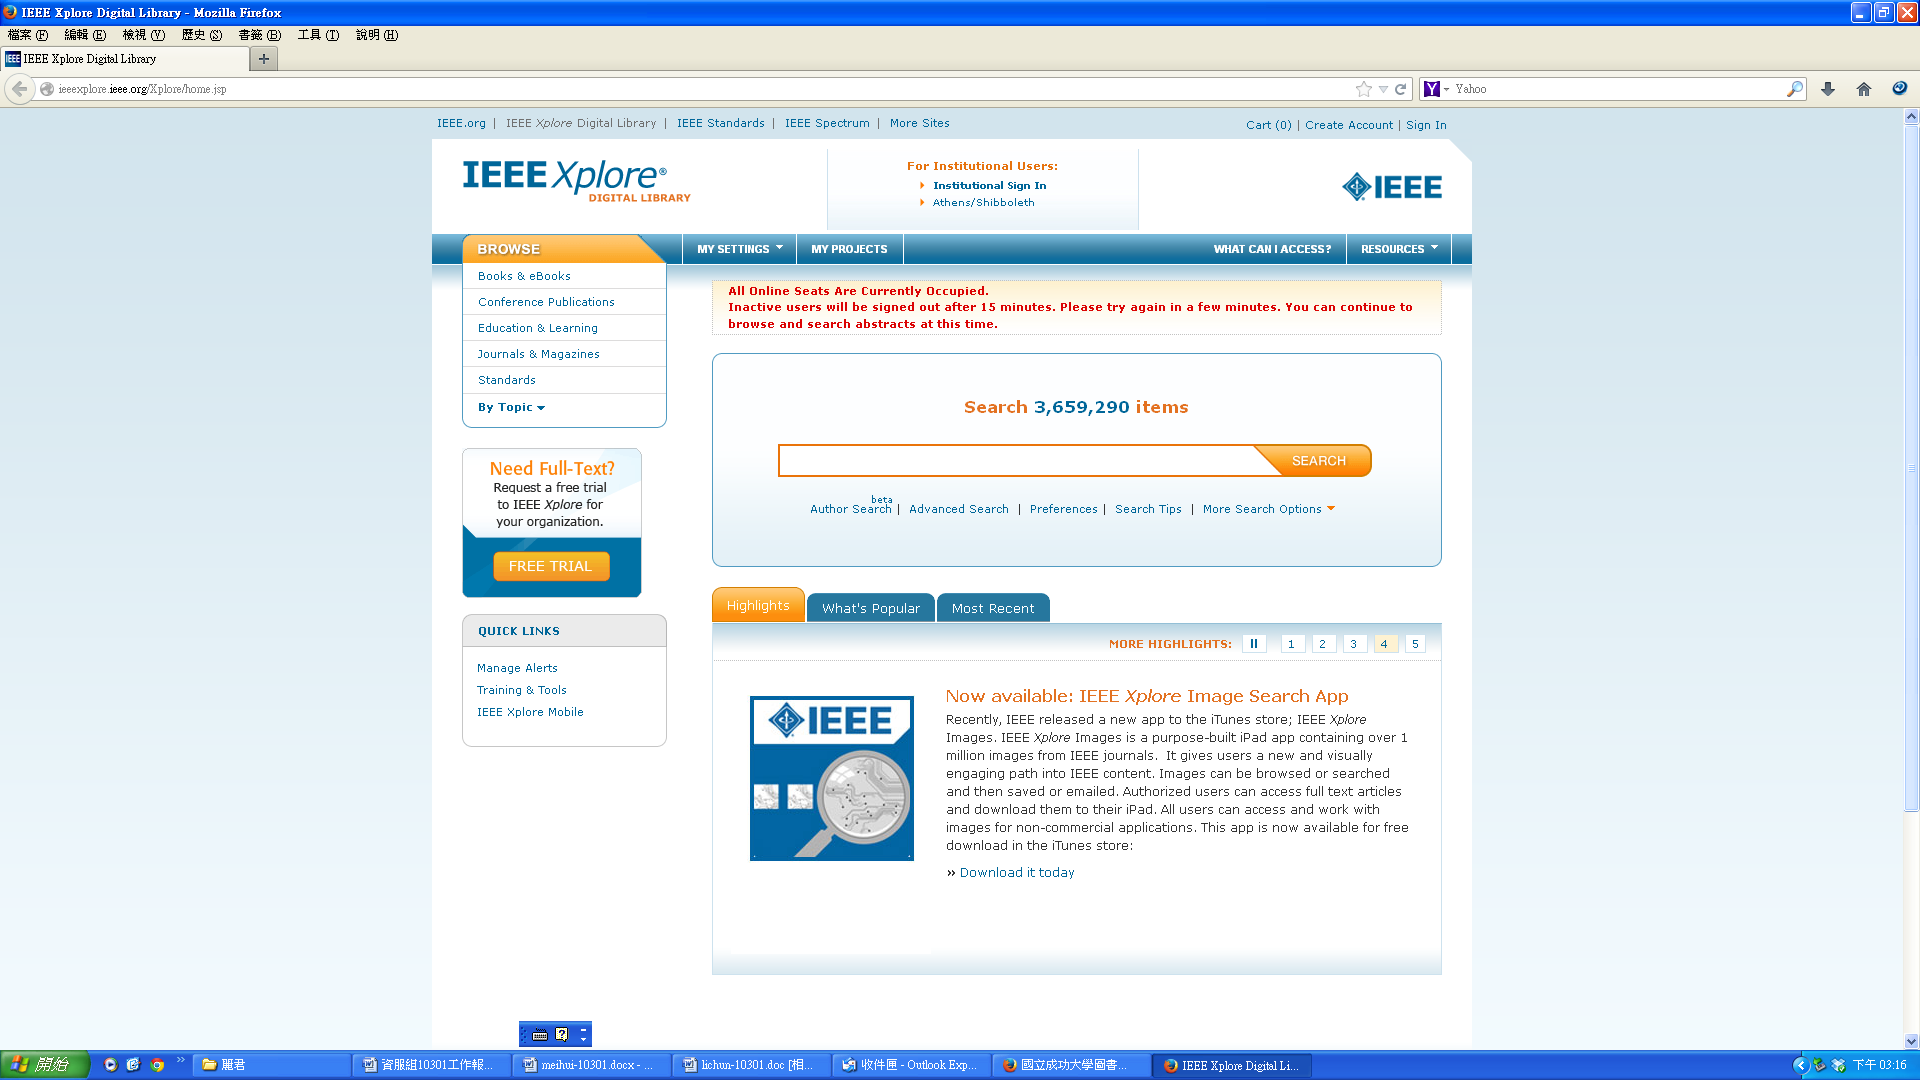 IEEE Xplore Digital Library - Mozilla Firefox
檔案 (F) 編輯 (E) 檢視 (V) 歷史 (S) 書籤 (B) 工具 (T) 說明 (H)
IEEE IEEE Xplore Digital Library
ieeexplore.ieee.org/Xplore/home.jsp
Yahoo
IEEE.org | IEEE Xplore Digital Library | IEEE Standards | IEEE Spectrum | More Sites
Cart (0) | Create Account | Sign In
IEEE Xplore®
DIGITAL LIBRARY
For Institutional Users:
Institutional Sign In
Athens/Shibboleth
IEEE
BROWSE
MY SETTINGS
MY PROJECTS
WHAT CAN I ACCESS?
RESOURCES
Books & eBooks
Conference Publications
Education & Learning
Journals & Magazines
Standards
By Topic
All Online Seats Are Currently Occupied.
Inactive users will be signed out after 15 minutes. Please try again in a few minutes. You can continue to
browse and search abstracts at this time.
Search 3,659,290 items
SEARCH
beta
Author Search | Advanced Search | Preferences | Search Tips | More Search Options
Need Full-Text?
Request a free trial
to IEEE Xplore for
your organization.
FREE TRIAL
QUICK LINKS
Manage Alerts
Training & Tools
IEEE Xplore Mobile
Highlights
What's Popular
Most Recent
MORE HIGHLIGHTS: 1 2 3 4 5
IEEE
Now available: IEEE Xplore Image Search App
Recently, IEEE released a new app to the iTunes store; IEEE Xplore
Images. IEEE Xplore Images is a purpose-built iPad app containing over 1
million images from IEEE journals. It gives users a new and visually
engaging path into IEEE content. Images can be browsed or searched
and then saved or emailed. Authorized users can access full text articles
and download them to their iPad. All users can access and work with
images for non-commercial applications. This app is now available for free
download in the iTunes store:
» Download it today
開始
麗君
資服組10301工作報...
meihui-10301.docx - ...
lichun-10301.doc [相...
收件匣 - Outlook Exp...
國立成功大學圖書...
IEEE Xplore Digital Li...
下午 03:16